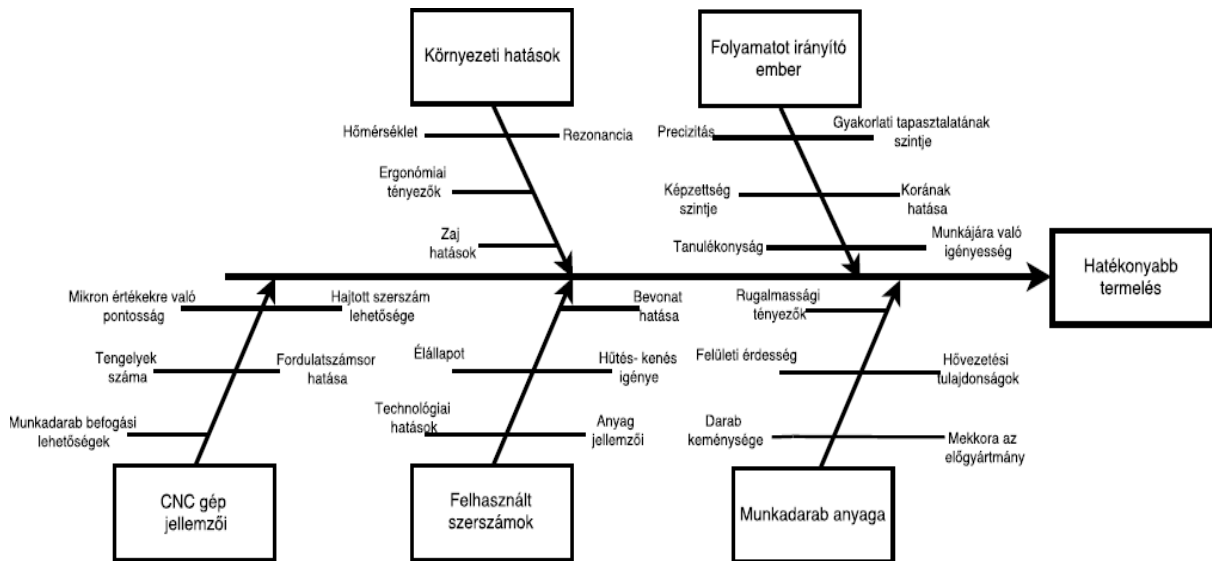 Környezeti hatások
Folyamatot irányító
ember
Hőmérséklet
Rezonancia
Ergonómiai
tényezők
Zaj
hatások
Precizitás
Gyakorlati tapasztalatának
szintje
Képzettség
szintje
Korának
hatása
Tanulékonyság
Munkájára való
igényesség
Hatékonyabb
termelés
Mikron értékekre való
pontosság
Hajtott szerszám
lehetősége
Tengelyek
száma
Fordulatszámsor
hatása
Munkadarab befogási
lehetőségek
CNC gép
jellemzői
Bevonat
hatása
Élállapot
Hűtés- kenés
igénye
Technológiai
hatások
Anyag
jellemzői
Felhasznált
szerszámok
Rugalmassági
tényezők
Felületi érdesség
Hővezetési
tulajdonságok
Darab
keménysége
Mekkora az
előgyártmány
Munkadarab anyaga